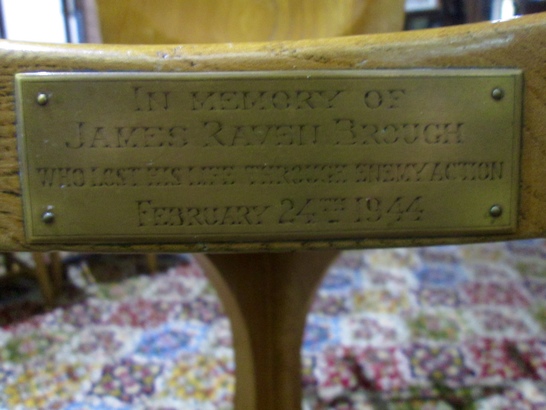 IN MEMORY OF
JAMES RAVEN BROUGH
WHO LOST HIS LIFE THROUGH ENEMY ACTION
FEBRUARY 24TH 1944